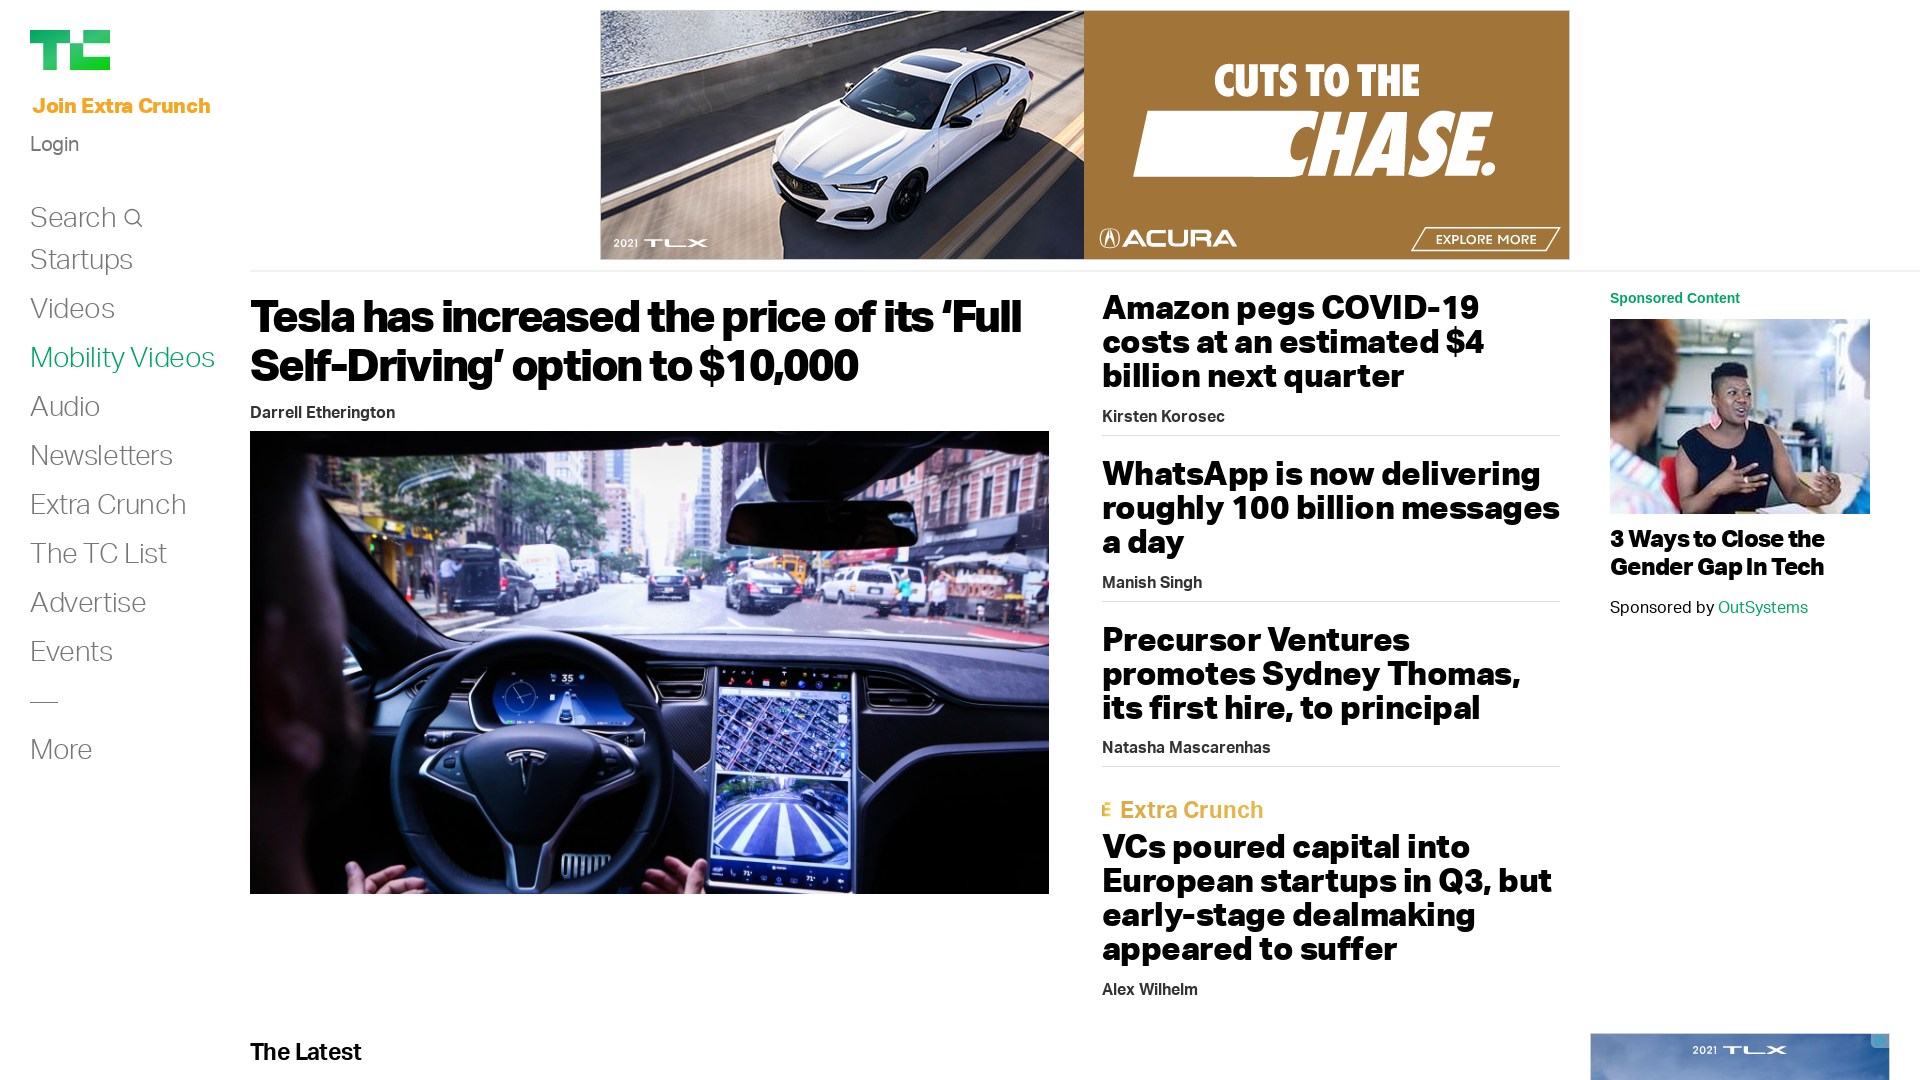 TC
Join Extra Crunch
Login
Search
Startups
Videos
Mobility Videos
Audio
Newsletters
Extra Crunch
The TC List
Advertise
Events
More
CUTS TO THE
CHASE.
2021 TLX
ACURA
EXPLORE MORE
Tesla has increased the price of its ‘Full
Self-Driving’ option to $10,000
Darrell Etherington
35
Amazon pegs COVID-19
costs at an estimated $4
billion next quarter
Kirsten Korosec
WhatsApp is now delivering
roughly 100 billion messages
a day
Manish Singh
Precursor Ventures
promotes Sydney Thomas,
its first hire, to principal
Natasha Mascarenhas
Extra Crunch
VCs poured capital into
European startups in Q3, but
early-stage dealmaking
appeared to suffer
Alex Wilhelm
Sponsored Content
3 Ways to Close the
Gender Gap In Tech
Sponsored by OutSystems
The Latest
2021 TLX